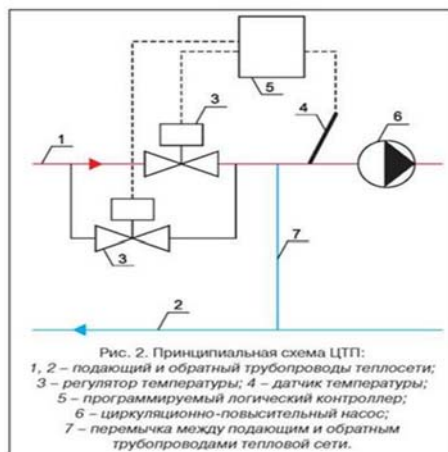 5
3
4
6
1
7
3
2
Рис. 2. Принципиальная схема ЦТП:
1, 2 – подающий и обратный трубопроводы теплосети;
3 – регулятор температуры; 4 – датчик температуры;
5 – программируемый логический контроллер;
6 – циркуляционно-повысительный насос;
7 – перемычка между подающим и обратным
трубопроводами тепловой сети.